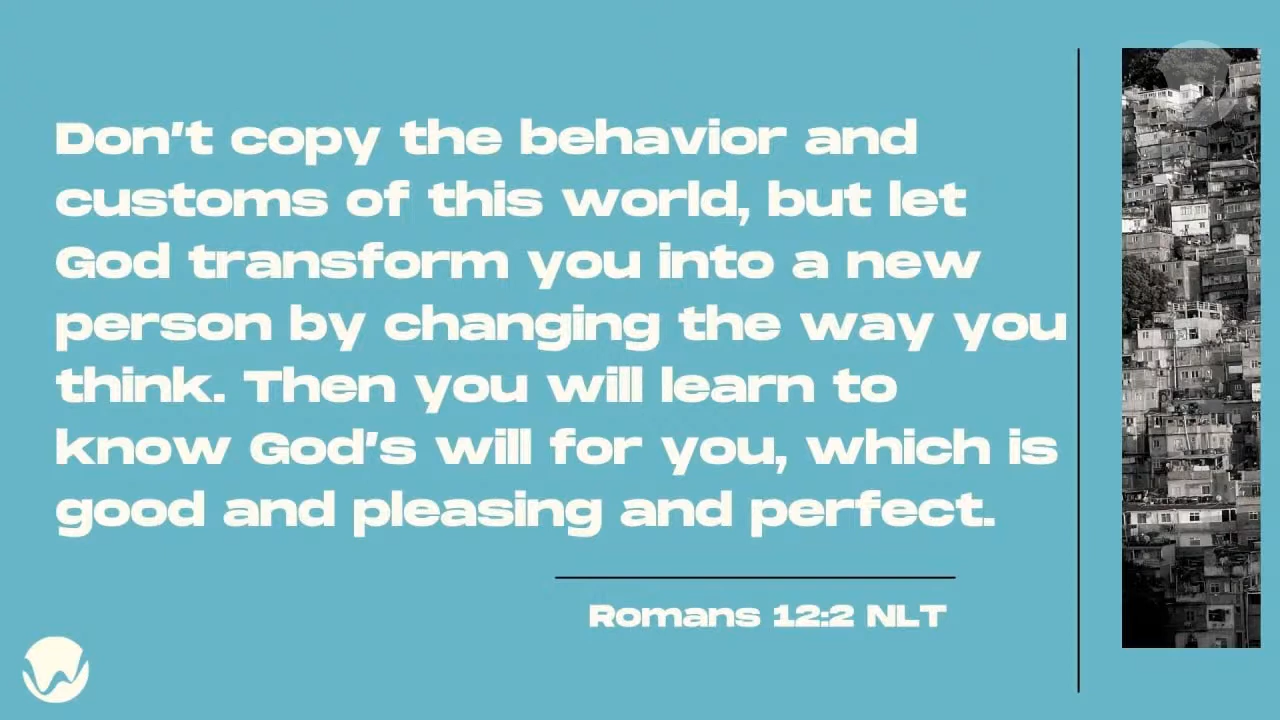 Don't copy the behavior and
customs of this world, but let
God transform you into a new
person by changing the way you
think. Then you will learn to
know God's will for you, which is
good and pleasing and perfect.
Romans 12:2 NLT